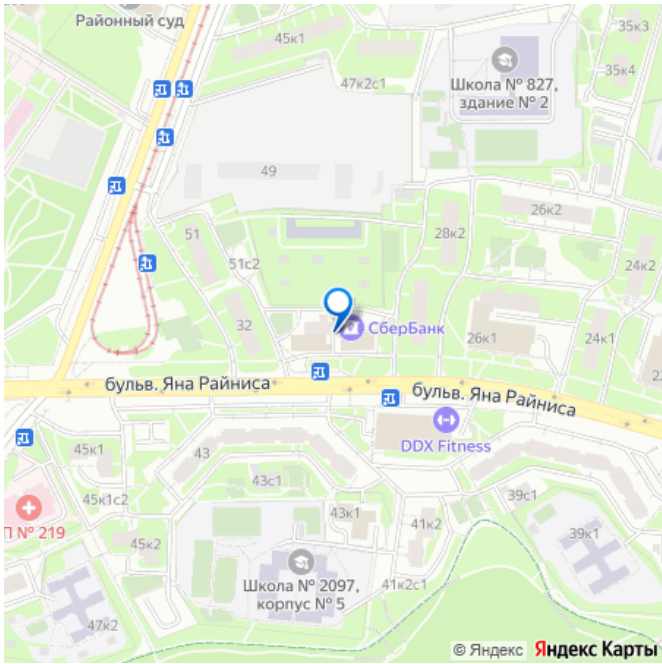 Районный суд
45к1
35к3
35к4
47к2с1
Школа № 827,
здание № 2
49
26к2
28к2
51
51с2
24к2
32
СберБанк
26к1
24к1
бульв. Яна Райниса
бульв. Яна Райниса
DDX Fitness
45к1
43
45к1с2
43с1
39с1
П № 219
43к1
41к2
39к1
45к2
Школа № 2097,
корпус № 5
41к2с1
47к2
© Яндекс Яндекс Карты